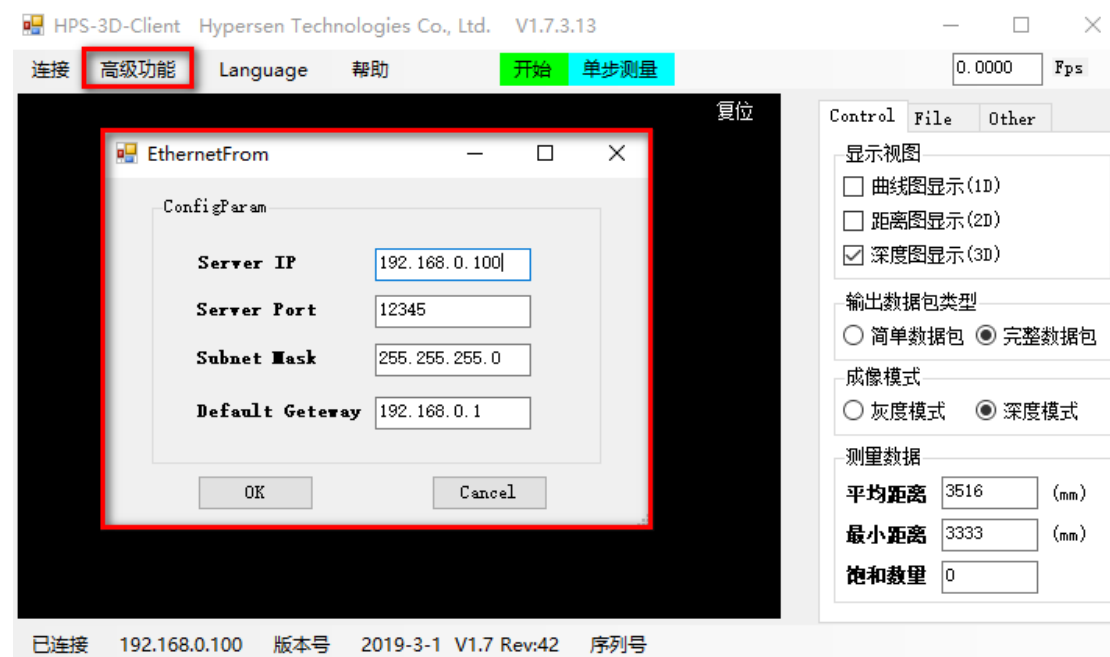 HPS-3D-Client Hypersen Technologies Co., Ltd. V1.7.3.13
连接 高级功能 Language 帮助 开始 单步测量 0.0000 Fps
复位
EthernetFrom
ConfigParam
Server IP 192.168.0.100
Server Port 12345
Subnet Mask 255.255.255.0
Default Geteway 192.168.0.1
OK Cancel
Control File Other
显示视图
曲线图显示(1D)
距离图显示(2D)
深度图显示(3D)
输出数据包类型
简单数据包 完整数据包
成像模式
灰度模式 深度模式
测量数据
平均距离 3516 (mm)
最小距离 3333 (mm)
饱和数量 0
已连接 192.168.0.100 版本号 2019-3-1 V1.7 Rev:42 序列号